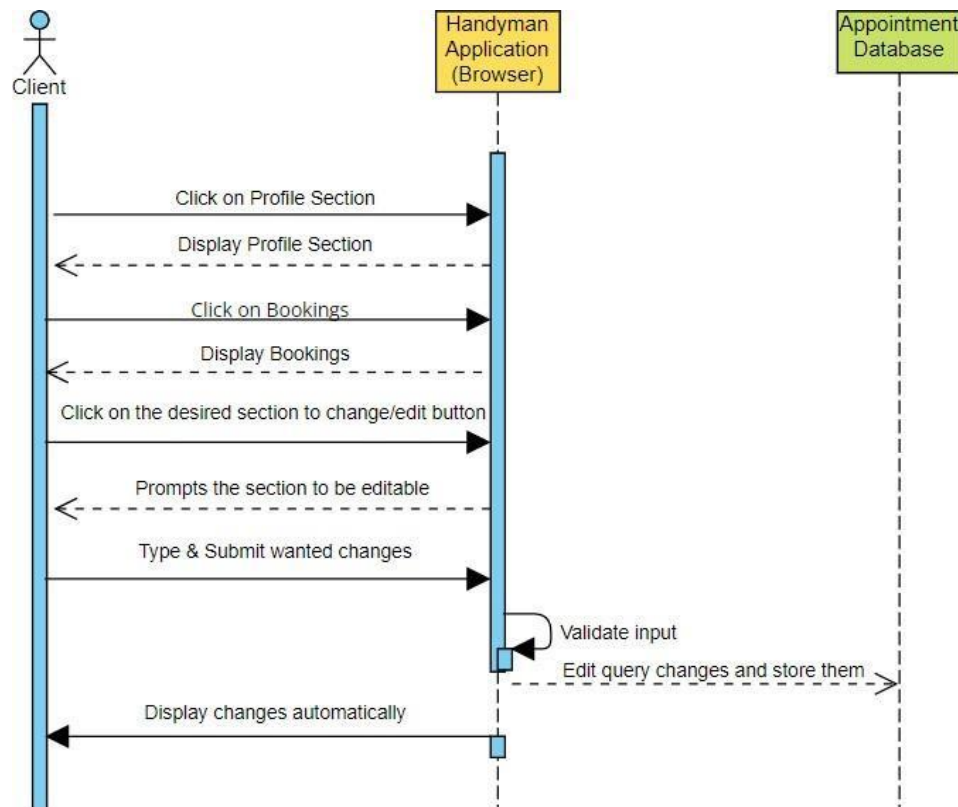 Handyman
Application
(Browser)
Appointment
Database
Client
Click on Profile Section
Display Profile Section
Click on Bookings
Display Bookings
Click on the desired section to change/edit button
Prompts the section to be editable
Type & Submit wanted changes
Validate input
Edit query changes and store them
Display changes automatically